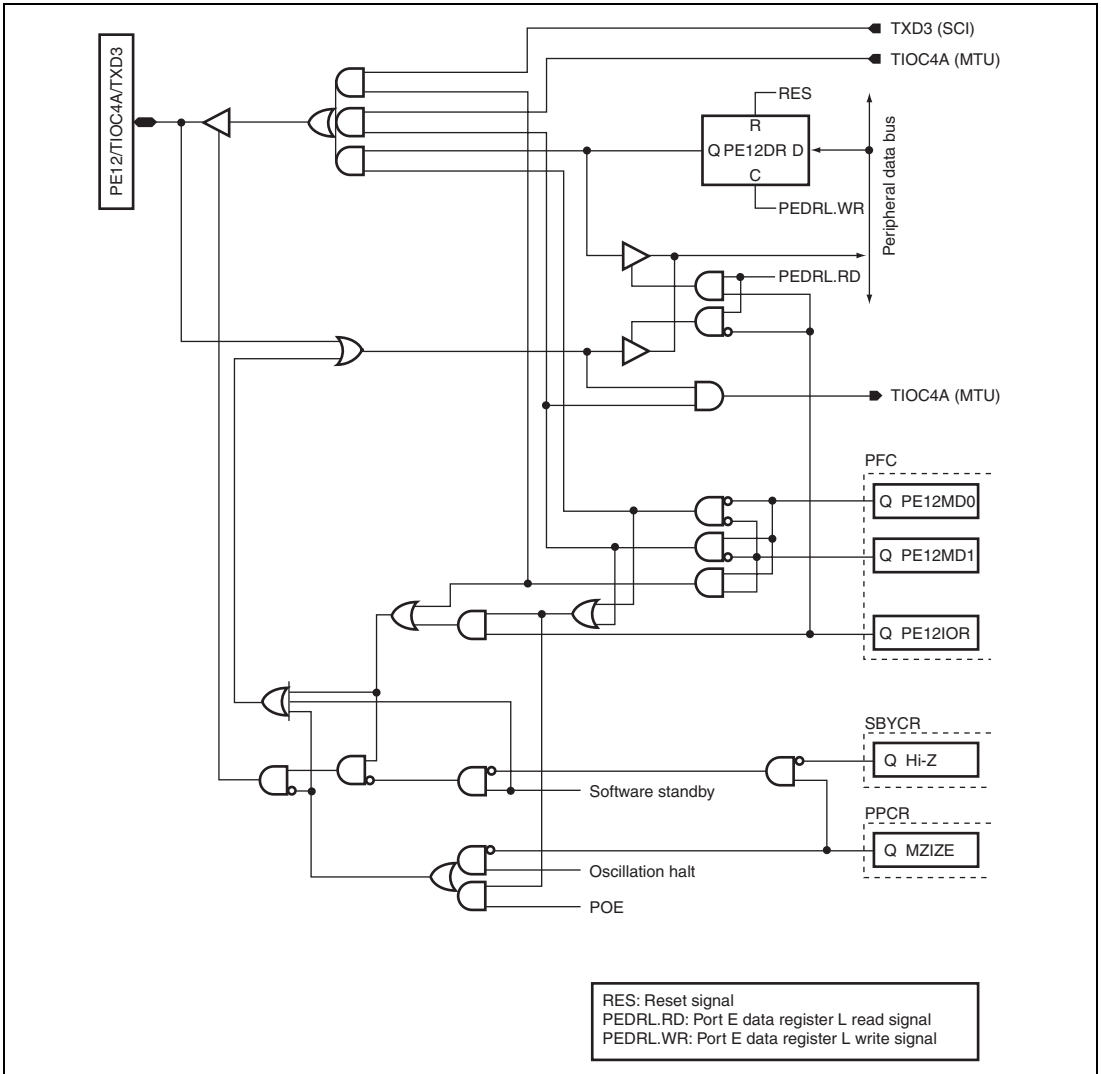 PE12/TIOC4A/TXD3
TXD3 (SCI)
TIOC4A (MTU)
RES
R
Q PE12DR D
C
PEDRL.WR
Peripheral data bus
PEDRL.RD
TIOC4A (MTU)
PFC
Q PE12MD0
Q PE12MD1
Q PE12IOR
SBYCR
Q Hi-Z
Software standby
PPCR
Q MZIZE
Oscillation halt
POE
RES: Reset signal
PEDRL.RD: Port E data register L read signal
PEDRL.WR: Port E data register L write signal